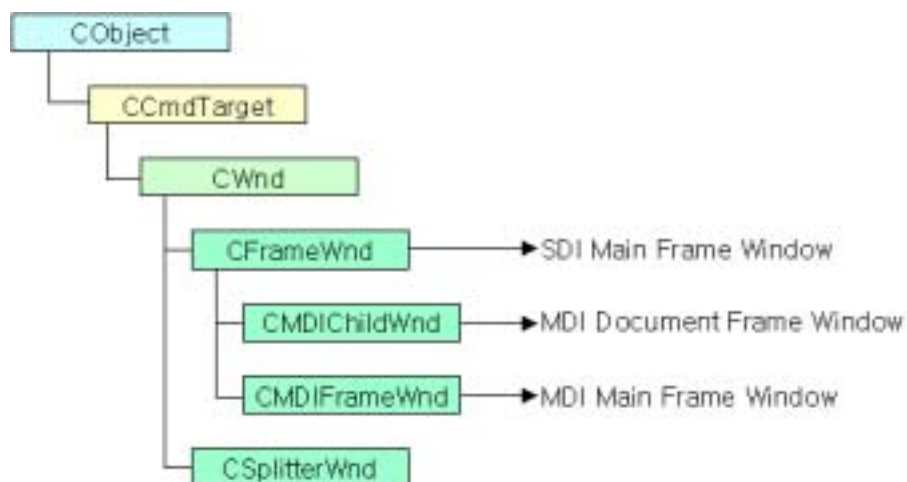 CObject
CCmdTarget
CWnd
CFrameWnd
SDI Main Frame Window
CMDIChildWnd
MDI Document Frame Window
CMDIFrameWnd
MDI Main Frame Window
CSplitterWnd